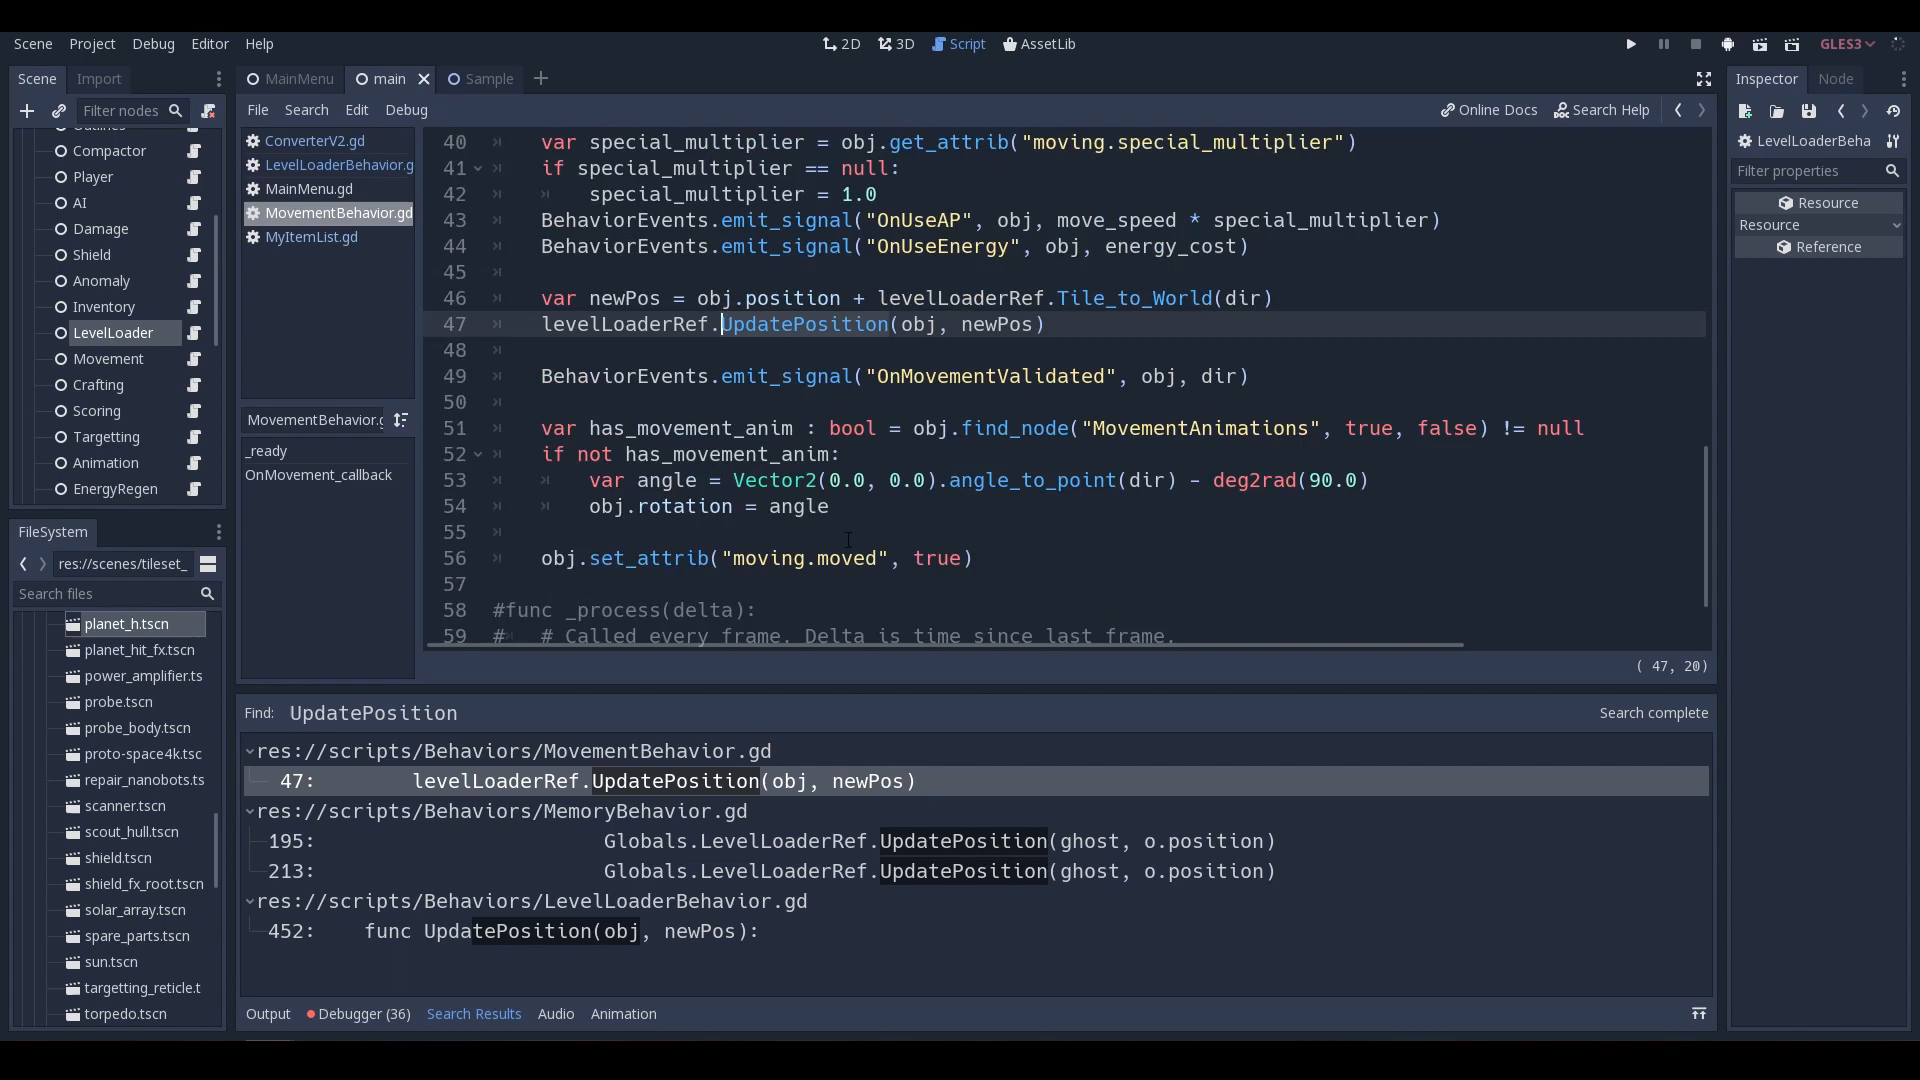 Scene Project Debug Editor Help
2D 3D Script AssetLib
GLES3
Scene Import
Filter nodes
Compactor
Player
AI
Damage
Shield
Anomaly
Inventory
LevelLoader
Movement
Crafting
Scoring
Targetting
Animation
EnergyRegen
FileSystem
res://scenes/tileset_
Search files
planet_h.tscn
planet_hit_fx.tscn
power_amplifier.ts
probe.tscn
probe_body.tscn
proto-space4k.tsc
repair_nanobots.ts
scanner.tscn
scout_hull.tscn
shield.tscn
shield_fx_root.tscn
solar_array.tscn
spare_parts.tscn
sun.tscn
targetting_reticle.t
torpedo.tscn
MainMenu main Sample
File Search Edit Debug
Online Docs Search Help
ConverterV2.gd
LevelLoaderBehavior.g
MainMenu.gd
MovementBehavior.gd
MyItemList.gd
MovementBehavior.g
_ready
OnMovement_callback
40 var special_multiplier = obj.get_attrib("moving.special_multiplier")
41 if special_multiplier == null:
42 special_multiplier = 1.0
43 BehaviorEvents.emit_signal("OnUseAP", obj, move_speed * special_multiplier)
44 BehaviorEvents.emit_signal("OnUseEnergy", obj, energy_cost)
45
46 var newPos = obj.position + levelLoaderRef.Tile_to_World(dir)
47 levelLoaderRef.UpdatePosition(obj, newPos)
48
49 BehaviorEvents.emit_signal("OnMovementValidated", obj, dir)
50
51 var has_movement_anim : bool = obj.find_node("MovementAnimations", true, false) != null
52 if not has_movement_anim:
53 var angle = Vector2(0.0, 0.0).angle_to_point(dir) - deg2rad(90.0)
54 obj.rotation = angle
55
56 obj.set_attrib("moving.moved", true)
57
58 #func _process(delta):
59 # # Called every frame. Delta is time since last frame.
( 47, 20)
Find: UpdatePosition
Search complete
res://scripts/Behaviors/MovementBehavior.gd
47: levelLoaderRef.UpdatePosition(obj, newPos)
res://scripts/Behaviors/MemoryBehavior.gd
195: Globals.LevelLoaderRef.UpdatePosition(ghost, o.position)
213: Globals.LevelLoaderRef.UpdatePosition(ghost, o.position)
res://scripts/Behaviors/LevelLoaderBehavior.gd
452: func UpdatePosition(obj, newPos):
Output Debugger (36) Search Results Audio Animation
Inspector Node
LevelLoaderBeha
Filter properties
Resource
Resource
Reference